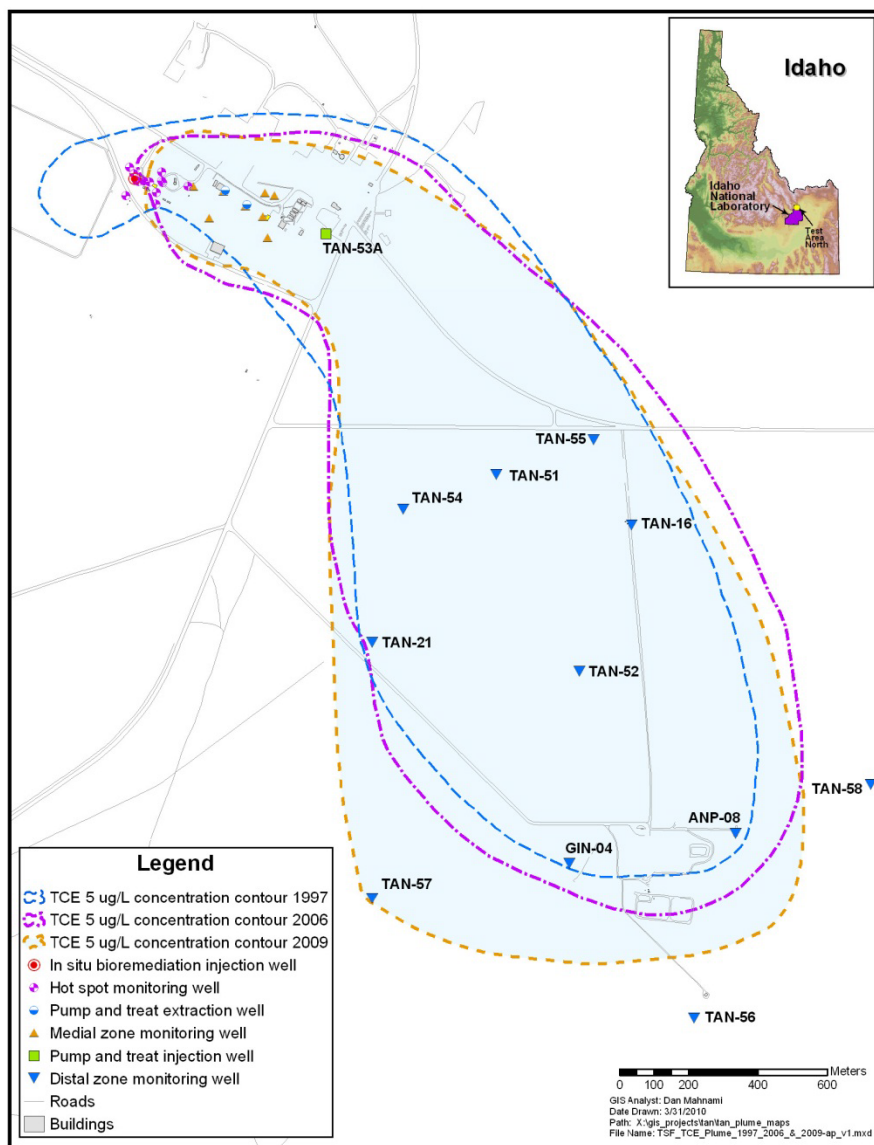 Idaho
Idaho
National
Laboratory
Test
Area
North
TAN-53A
TAN-55
TAN-51
TAN-54
TAN-16
TAN-21
TAN-52
TAN-58
ANP-08
GIN-04
TAN-57
TAN-56
Legend
TCE 5 ug/L concentration contour 1997
TCE 5 ug/L concentration contour 2006
TCE 5 ug/L concentration contour 2009
In situ bioremediation injection well
Hot spot monitoring well
Pump and treat extraction well
Medial zone monitoring well
Pump and treat injection well
Distal zone monitoring well
Roads
Buildings
Meters
0 100 200 400 600
GIS Analyst: Dan Mahnami
Date Drawn: 3/31/2010
Path: X:\gis_projects\tan\tan_plume_maps
File Name: TSF_TCE_Plume_1997_2006_&_2009-ap_v1.mxd